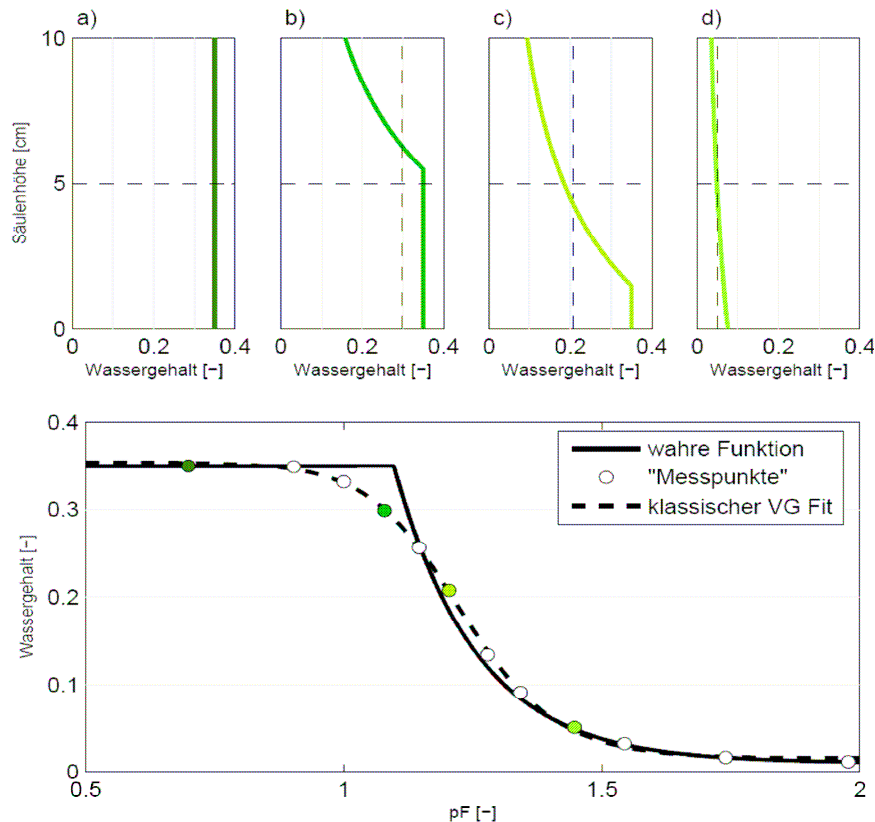 a) b) c) d)
10
5
0
Säulenhöhe [cm]
0 0.2 0.4 0 0.2 0.4 0 0.2 0.4 0 0.2 0.4
Wassergehalt [−] Wassergehalt [−] Wassergehalt [−] Wassergehalt [−]
0.4
0.3
0.2
0.1
0
Wassergehalt [−]
wahre Funktion
"Messpunkte"
klassischer VG Fit
0.5 1 1.5 2
pF [−]